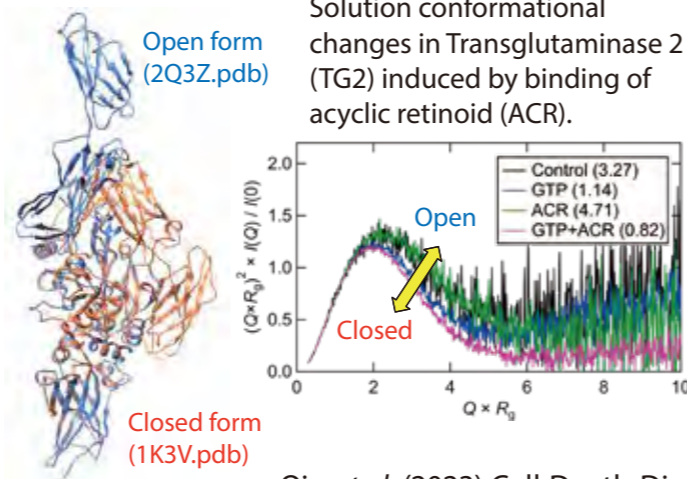 Solution conformational
changes in Transglutaminase 2
(TG2) induced by binding of
acyclic retinoid (ACR).
Open form
(2Q3Z.pdb)
Closed form
(1K3V.pdb)
(Q×Rg)² × I(Q) / I(0)
2.0
1.5
1.0
0.5
0.0
Control (3.27)
GTP (1.14)
ACR (4.71)
GTP+ACR (0.82)
Open
Closed
0 2 4 6 8 10
Q × Rg
(2022) Cell Death Dis